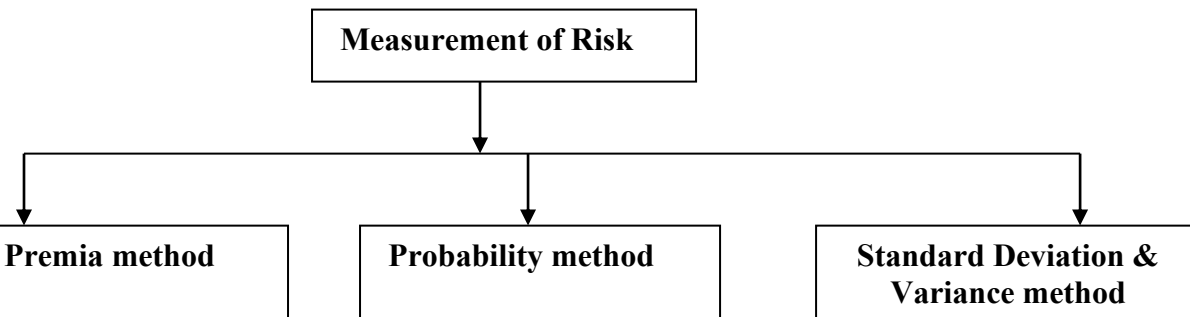 Measurement of Risk
Premia method
Probability method
Standard Deviation &
Variance method